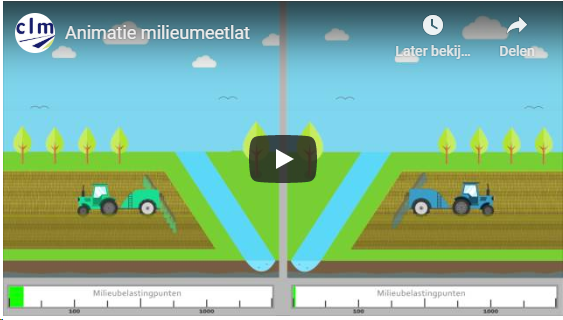 clm
Animatie milieumeetlat
Later bekij...
Delen
Milieubelastingpunten
100
1000
Milieubelastingpunten
100
1000